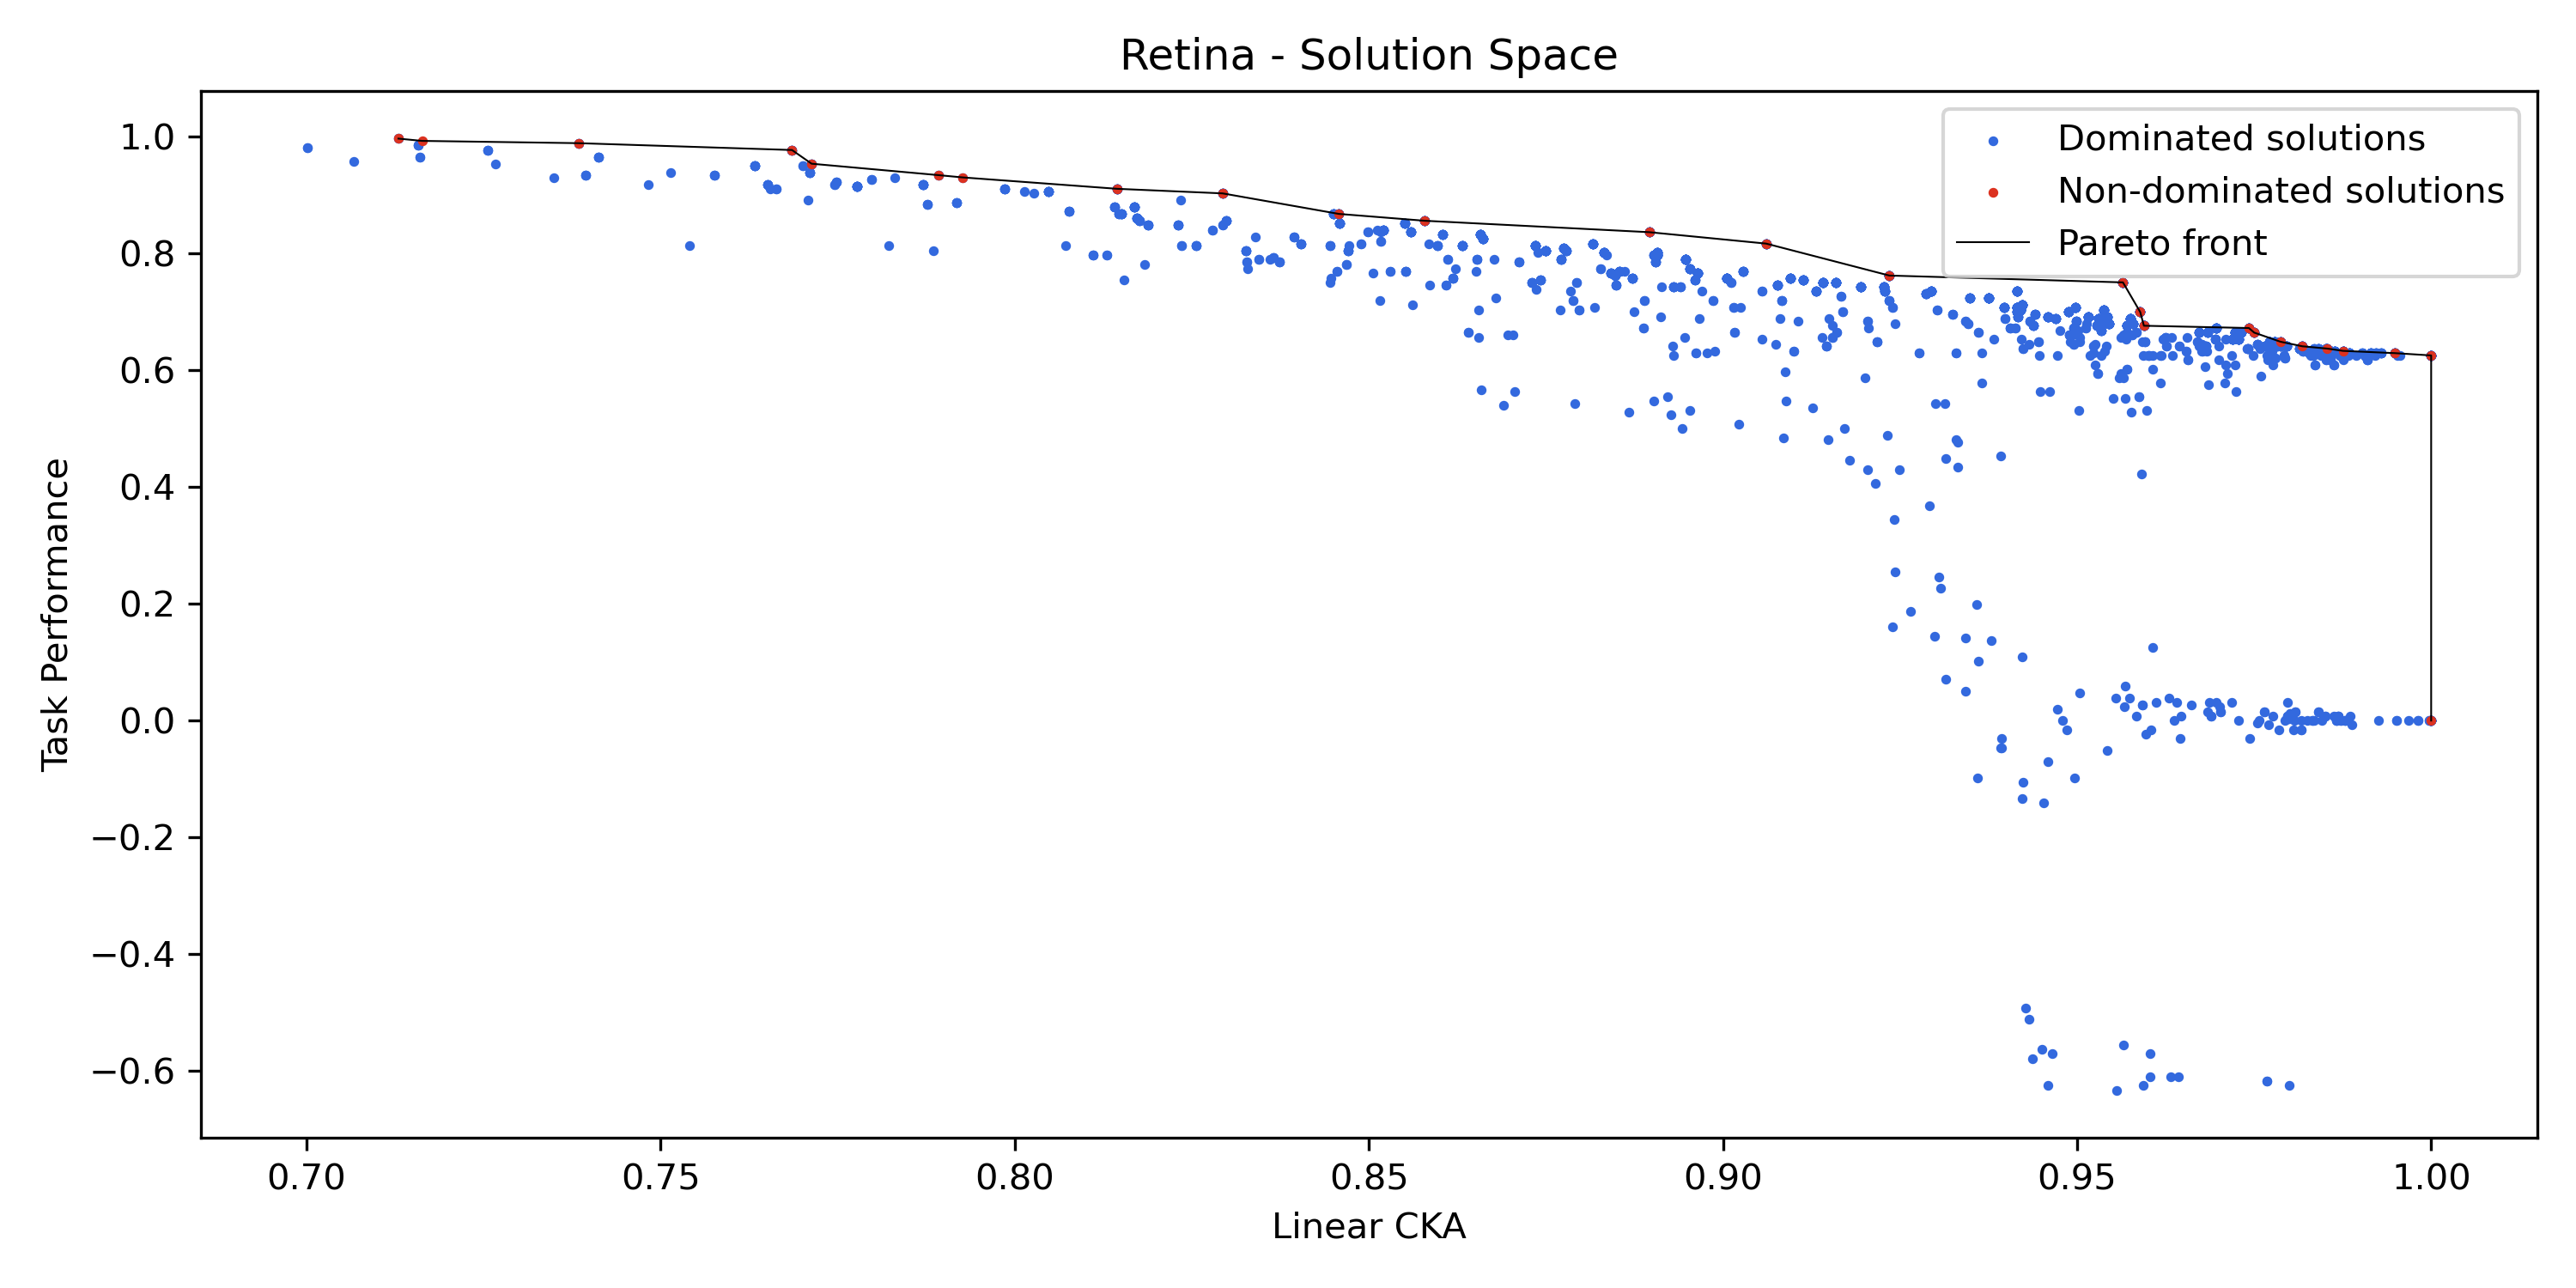 Retina - Solution Space
Dominated solutions
Non-dominated solutions
Pareto front
Task Performance
1.0
0.8
0.6
0.4
0.2
0.0
−0.2
−0.4
−0.6
0.70 0.75 0.80 0.85 0.90 0.95 1.00
Linear CKA